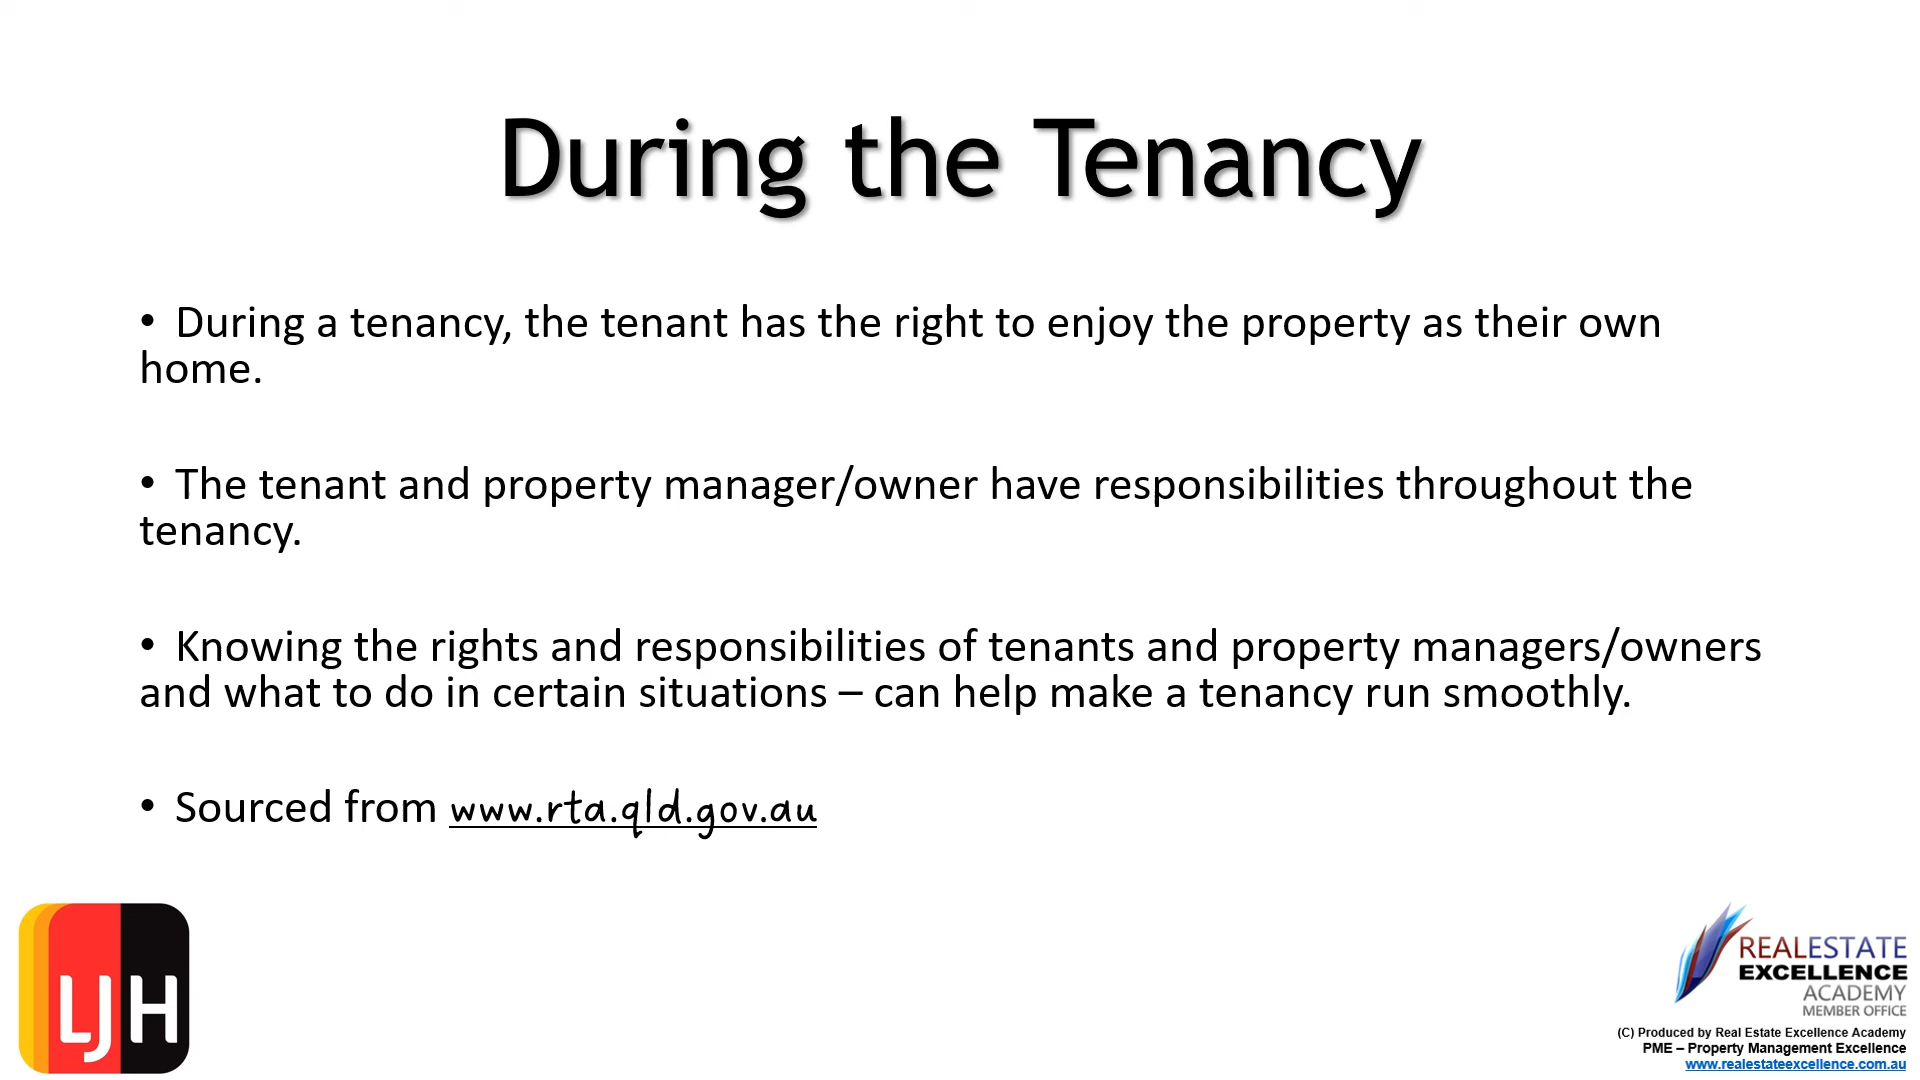 During the Tenancy
• During a tenancy, the tenant has the right to enjoy the property as their own
home.
• The tenant and property manager/owner have responsibilities throughout the
tenancy.
• Knowing the rights and responsibilities of tenants and property managers/owners
and what to do in certain situations – can help make a tenancy run smoothly.
• Sourced from www.rta.qld.gov.au
LJH
REALESTATE
EXCELLENCE
ACADEMY
MEMBER OFFICE
(C) Produced by Real Estate Excellence Academy
PME – Property Management Excellence
www.realestateexcellence.com.au